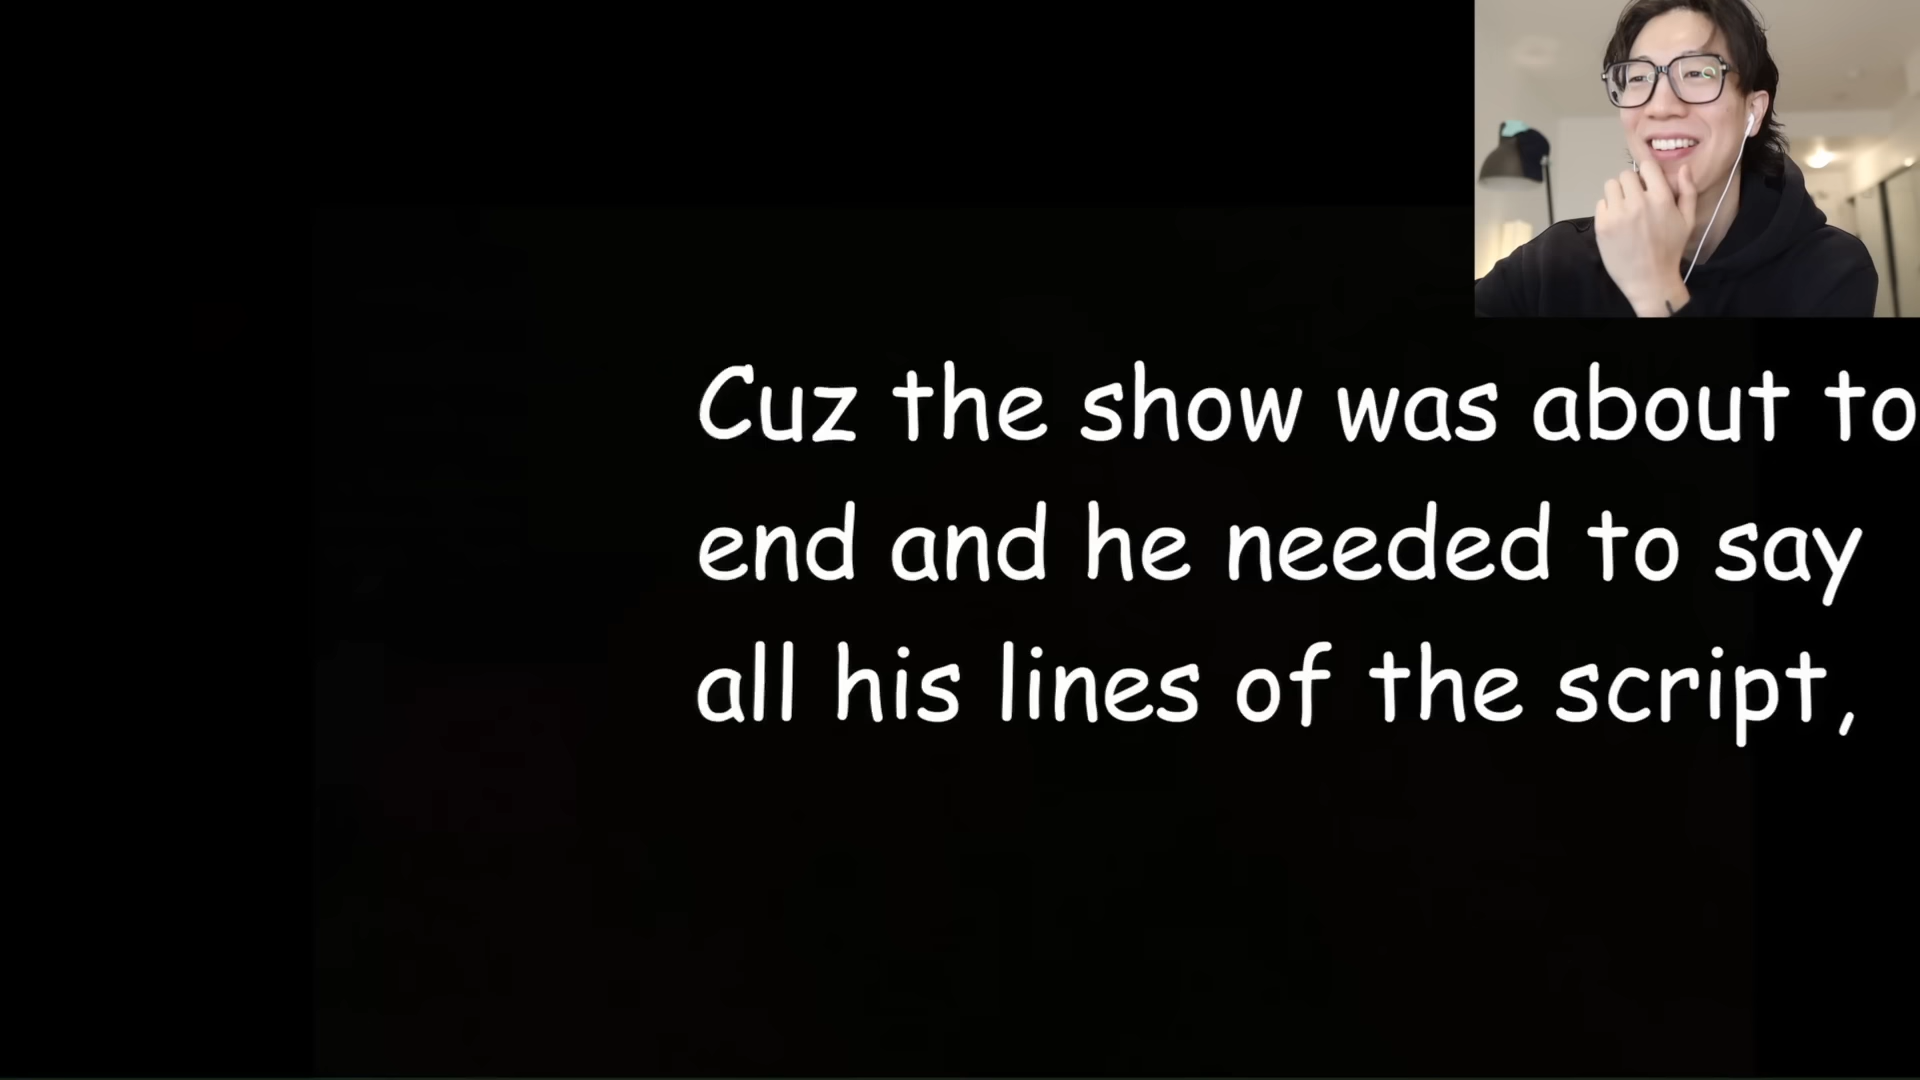 Cuz the show was about to
end and he needed to say
all his lines of the script,